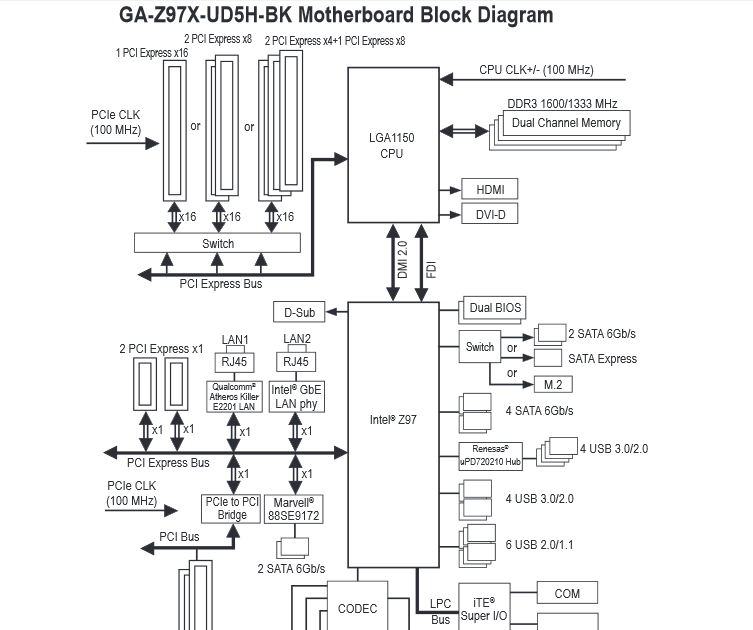 GA-Z97X-UD5H-BK Motherboard Block Diagram
1 PCI Express x16
2 PCI Express x8
2 PCI Express x4+1 PCI Express x8
CPU CLK+/- (100 MHz)
DDR3 1600/1333 MHz
Dual Channel Memory
PCIe CLK
(100 MHz)
or
or
LGA1150
CPU
HDMI
DVI-D
x16
x16
x16
Switch
PCI Express Bus
DMI 2.0
FDI
D-Sub
Dual BIOS
Switch
2 SATA 6Gb/s
or
SATA Express
or
M.2
2 PCI Express x1
LAN1
RJ45
LAN2
RJ45
Qualcomm®
Atheros Killer
E2201 LAN
Intel® GbE
LAN phy
x1
x1
x1
x1
Intel® Z97
4 SATA 6Gb/s
Renesas®
uPD720210 Hub
4 USB 3.0/2.0
PCI Express Bus
x1
x1
PCIe CLK
(100 MHz)
PCIe to PCI
Bridge
Marvell®
88SE9172
4 USB 3.0/2.0
PCI Bus
2 SATA 6Gb/s
6 USB 2.0/1.1
CODEC
LPC
Bus
iTE®
Super I/O
COM